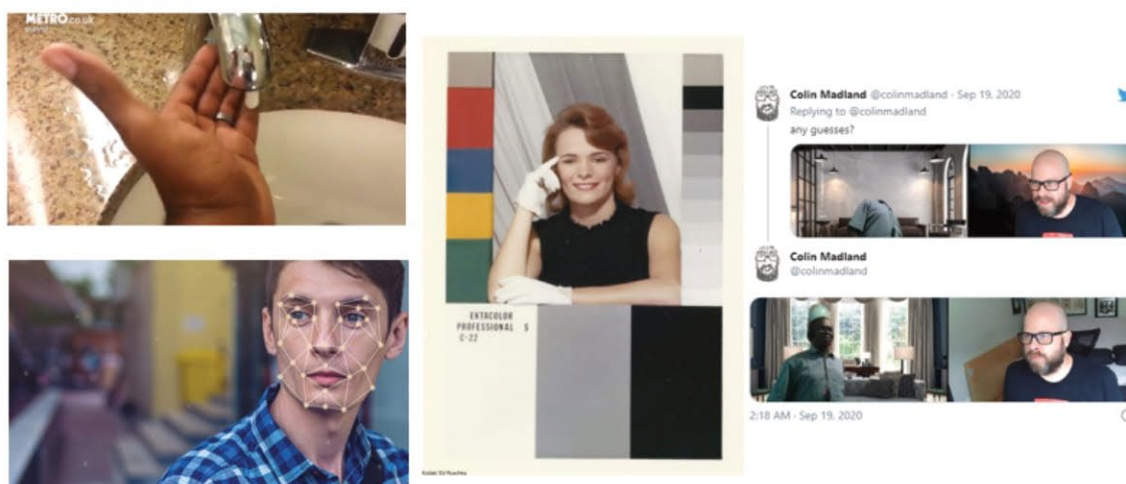 METRO.co.uk
EKTACOLOR
PROFESSIONAL S
C-22
Colin Madland @colinmadland · Sep 19, 2020
Replying to @colinmadland
any guesses?
Colin Madland
@colinmadland
2:18 AM · Sep 19, 2020